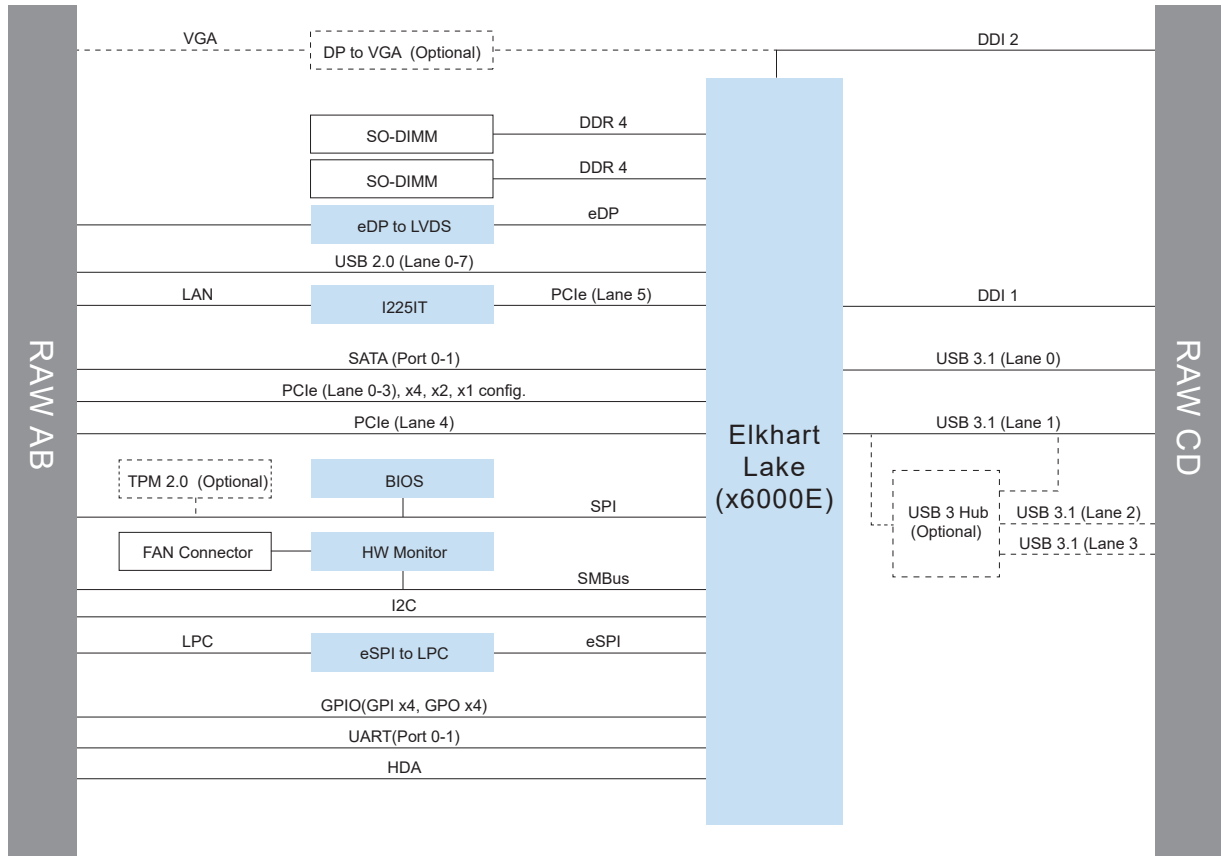 VGA
DP to VGA (Optional)
DDI 2
SO-DIMM
DDR 4
SO-DIMM
DDR 4
eDP to LVDS
eDP
USB 2.0 (Lane 0-7)
LAN
I225IT
PCIe (Lane 5)
DDI 1
SATA (Port 0-1)
USB 3.1 (Lane 0)
PCIe (Lane 0-3), x4, x2, x1 config.
PCIe (Lane 4)
USB 3.1 (Lane 1)
RAW AB
Elkhart
Lake
(x6000E)
RAW CD
TPM 2.0 (Optional)
BIOS
SPI
USB 3 Hub
(Optional)
USB 3.1 (Lane 2)
USB 3.1 (Lane 3
FAN Connector
HW Monitor
SMBus
I2C
LPC
eSPI to LPC
eSPI
GPIO(GPI x4, GPO x4)
UART(Port 0-1)
HDA